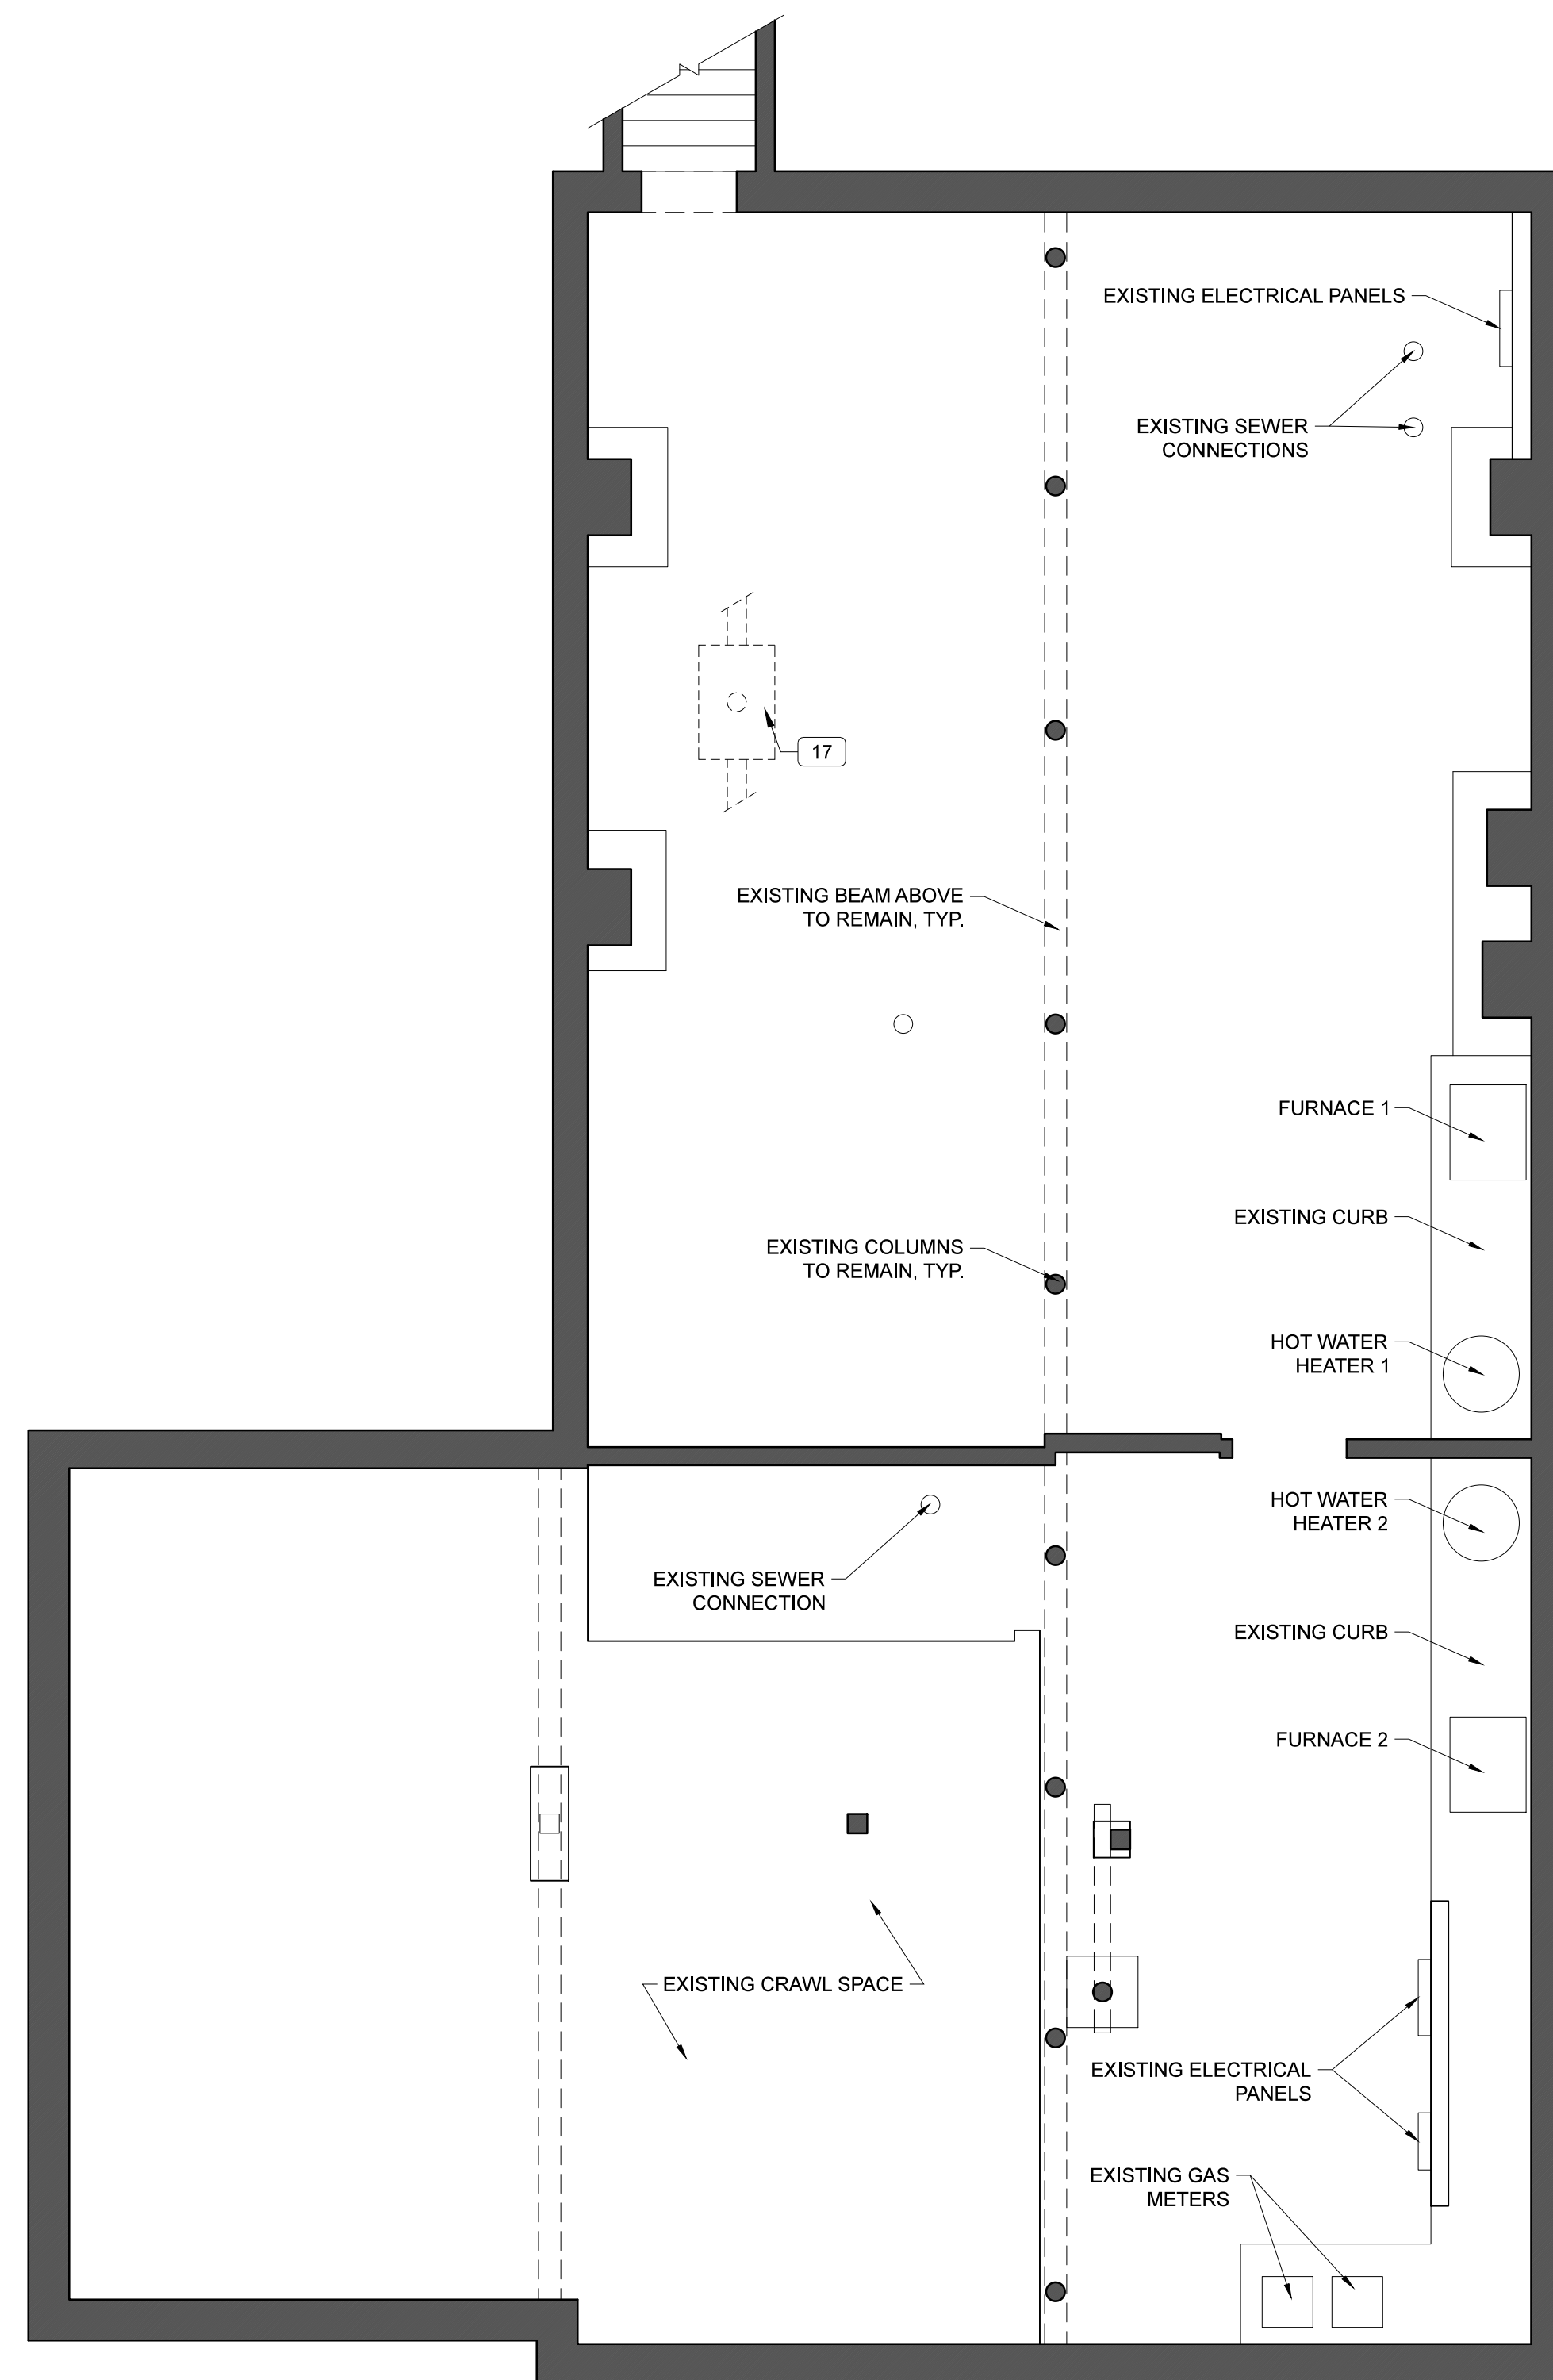 EXISTING ELECTRICAL PANELS
EXISTING SEWER
CONNECTIONS
17
EXISTING BEAM ABOVE
TO REMAIN, TYP.
FURNACE 1
EXISTING CURB
EXISTING COLUMNS
TO REMAIN, TYP.
HOT WATER
HEATER 1
HOT WATER
HEATER 2
EXISTING SEWER
CONNECTION
EXISTING CURB
FURNACE 2
EXISTING CRAWL SPACE
EXISTING ELECTRICAL
PANELS
EXISTING GAS
METERS